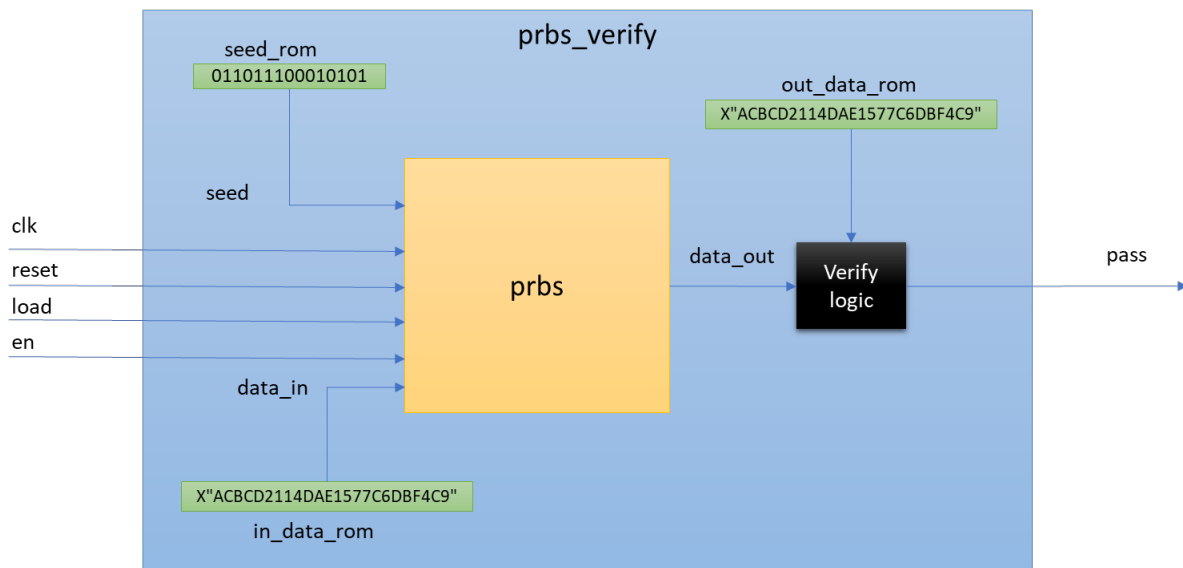 prbs_verify
seed_rom
011011100010101
out_data_rom
X"ACBCD2114DAE1577C6DBF4C9"
seed
clk
reset
load
en
prbs
data_out
Verify
logic
pass
data_in
X"ACBCD2114DAE1577C6DBF4C9"
in_data_rom